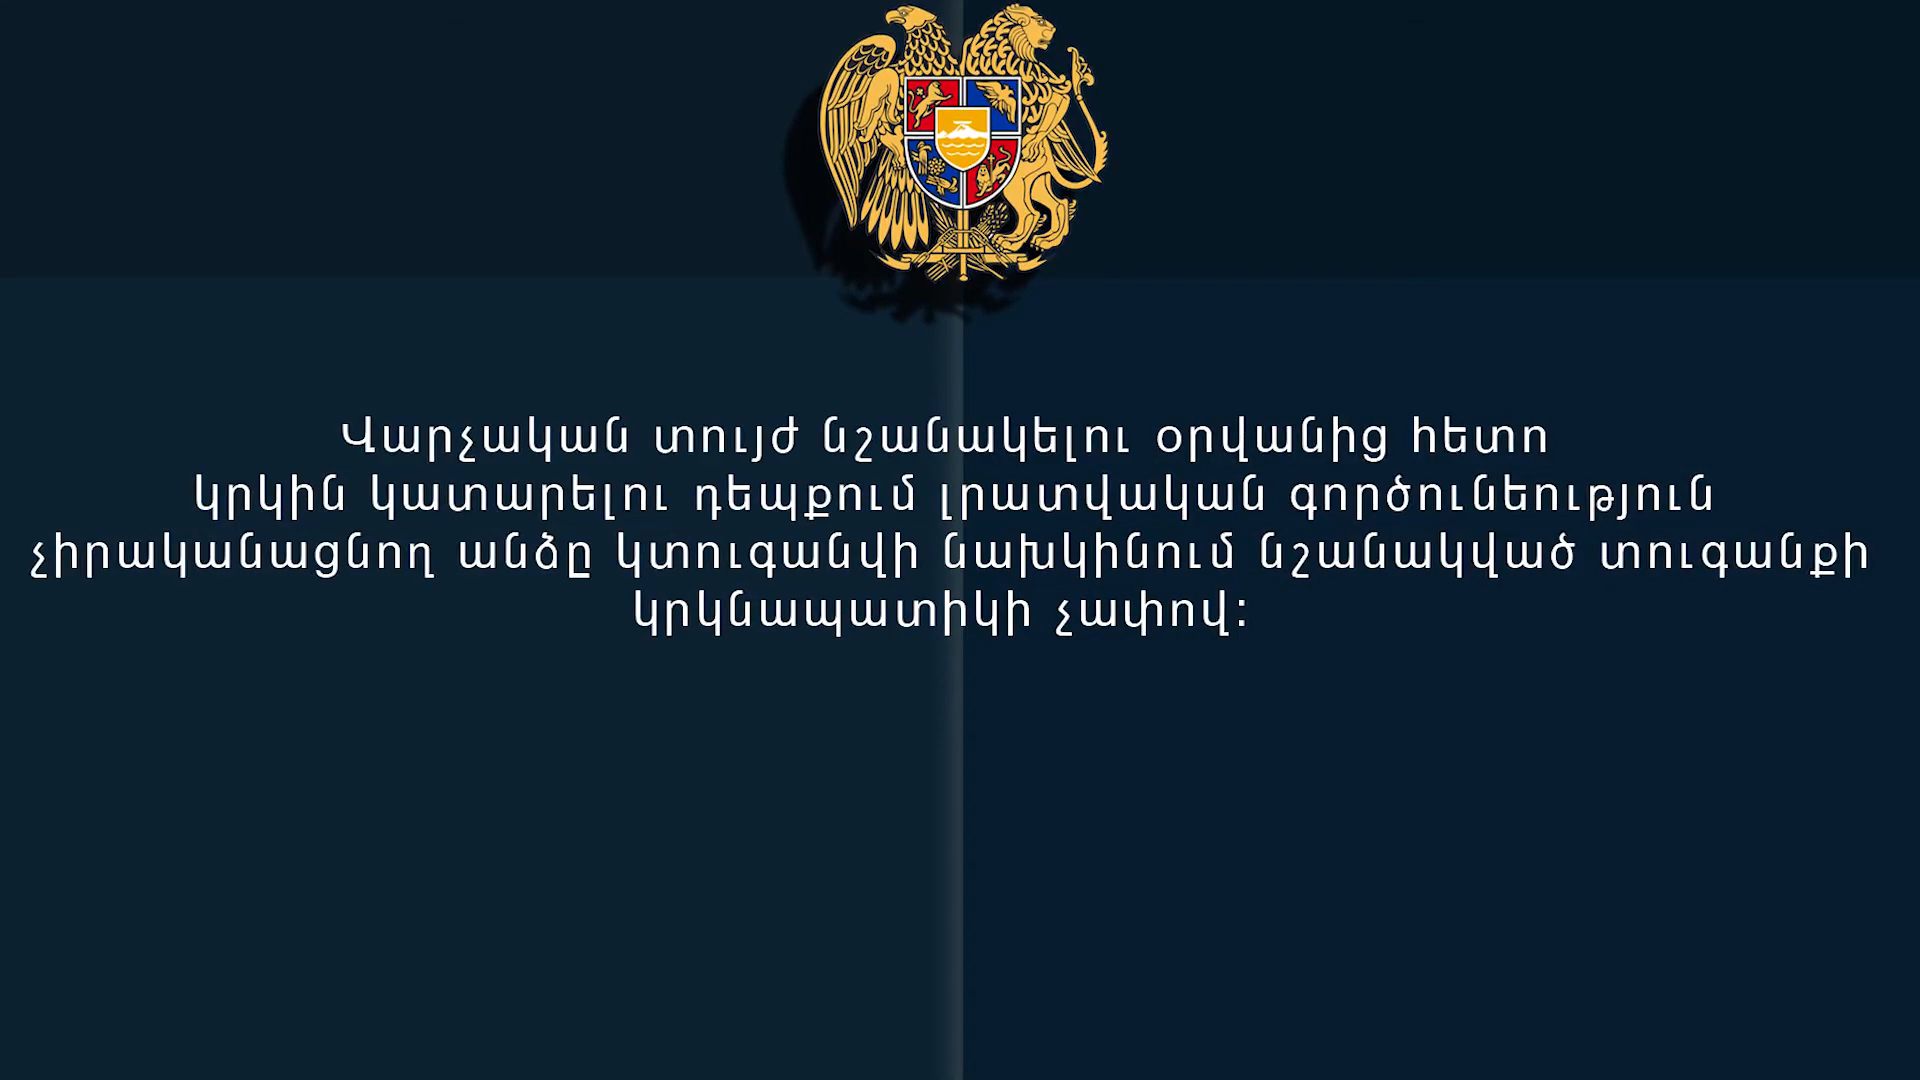 Վարչական տույժ նշանակելու օրվանից հետո
կրկին կատարելու դեպքում լրատվական գործունեություն
չիրականացնող անձը կտուգանվի նախկինում նշանակված տուգանքի
կրկնապատիկի չափով: